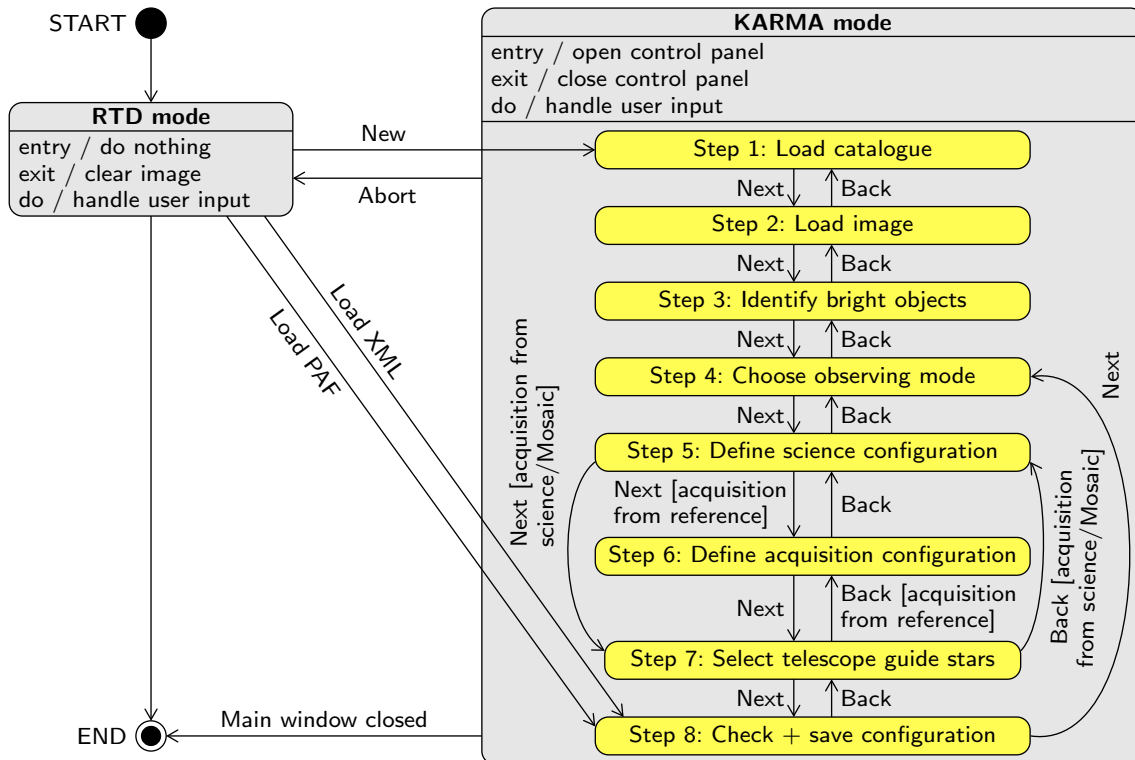 START
RTD mode
entry / do nothing
exit / clear image
do / handle user input
New
Abort
Load XML
Load PAF
Main window closed
END
KARMA mode
entry / open control panel
exit / close control panel
do / handle user input
Step 1: Load catalogue
Next
Back
Step 2: Load image
Next
Back
Step 3: Identify bright objects
Next
Back
Step 4: Choose observing mode
Next
Back
Step 5: Define science configuration
Next [acquisition
from reference]
Back
Step 6: Define acquisition configuration
Next
Back [acquisition
from reference]
Step 7: Select telescope guide stars
Next
Back
Step 8: Check + save configuration
Next [acquisition from
science/Mosaic]
Back [acquisition
from science/Mosaic]
Next